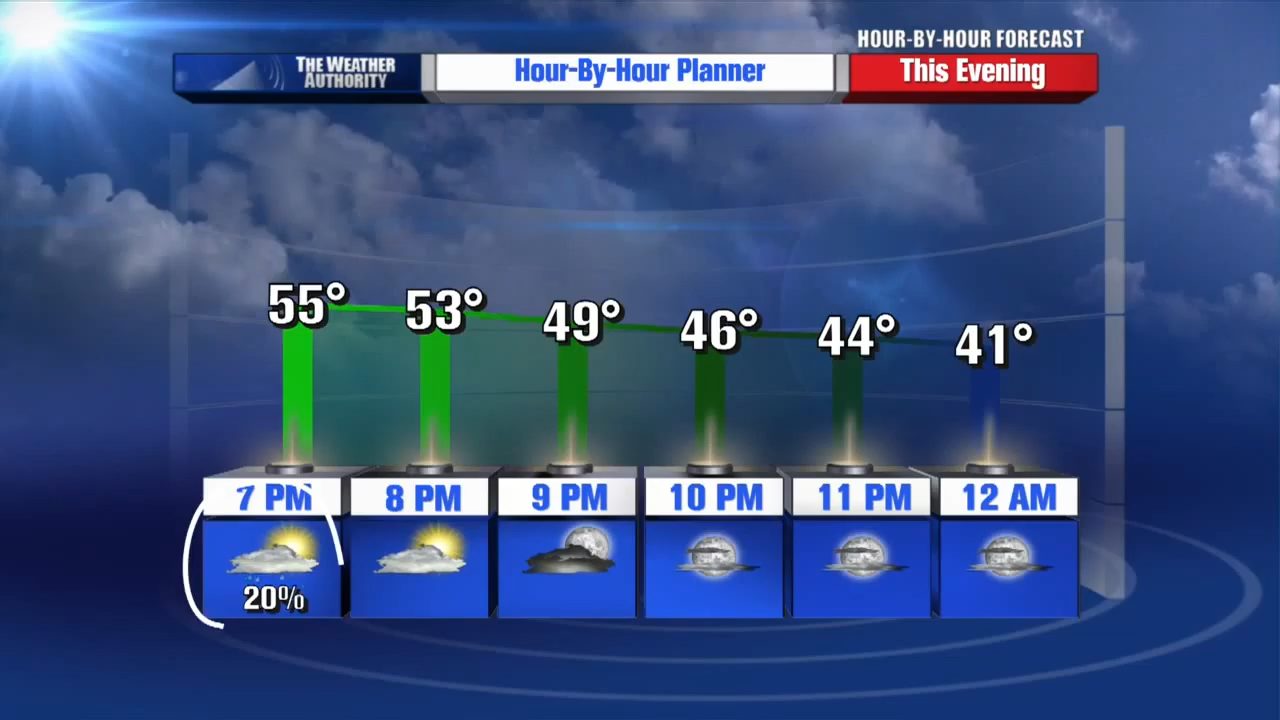 HOUR-BY-HOUR FORECAST
THE WEATHER
AUTHORITY
Hour-By-Hour Planner
This Evening
55° 53° 49° 46° 44° 41°
7 PM 8 PM 9 PM 10 PM 11 PM 12 AM
20%